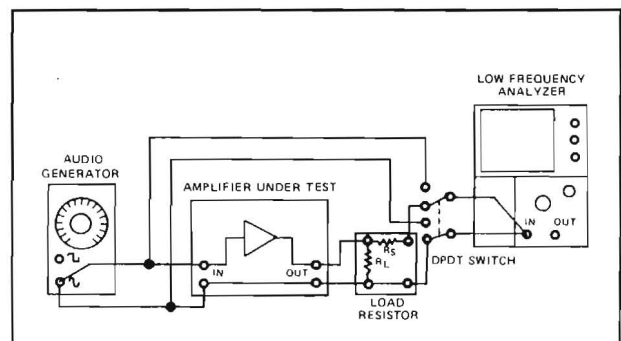 LOW FREQUENCY
ANALYZER
AUDIO
GENERATOR
AMPLIFIER UNDER TEST
IN
OUT
RS
RL
LOAD
RESISTOR
DPDT SWITCH
IN
OUT